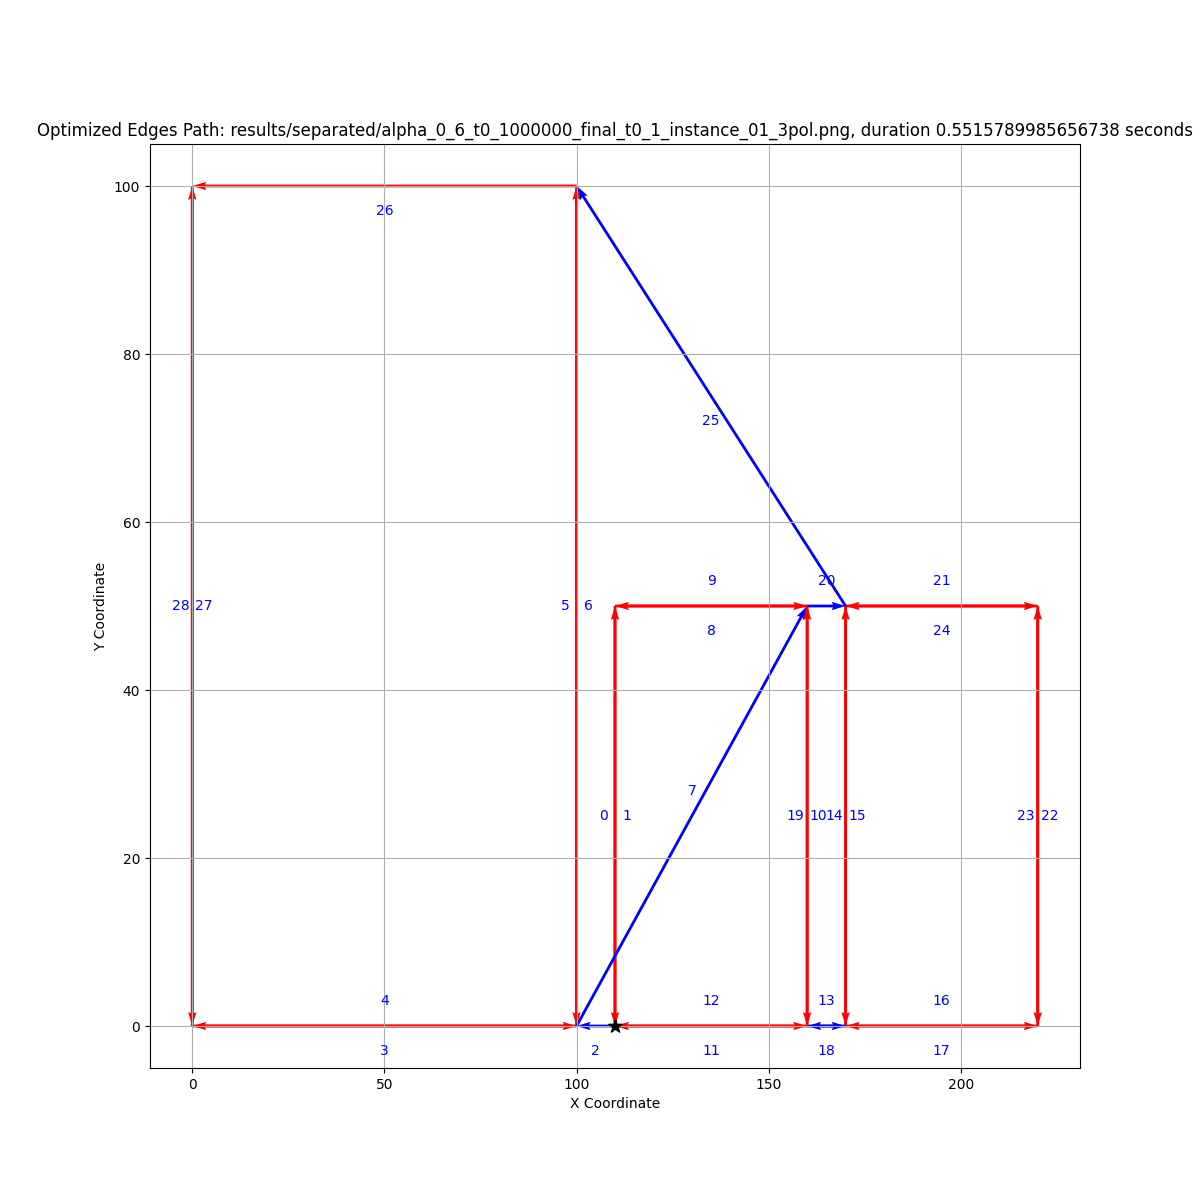 Optimized Edges Path: results/separated/alpha_0_6_t0_1000000_final_t0_1_instance_01_3pol.png, duration 0.5515789985656738 seconds
100
26
80
25
9 20 21
60
28 27 5 6
8 24
40
7
0 1 19 10 14 15 23 22
20
4 12 13 16
0
3 2 11 18 17
0 50 100 150 200
X Coordinate
Y Coordinate